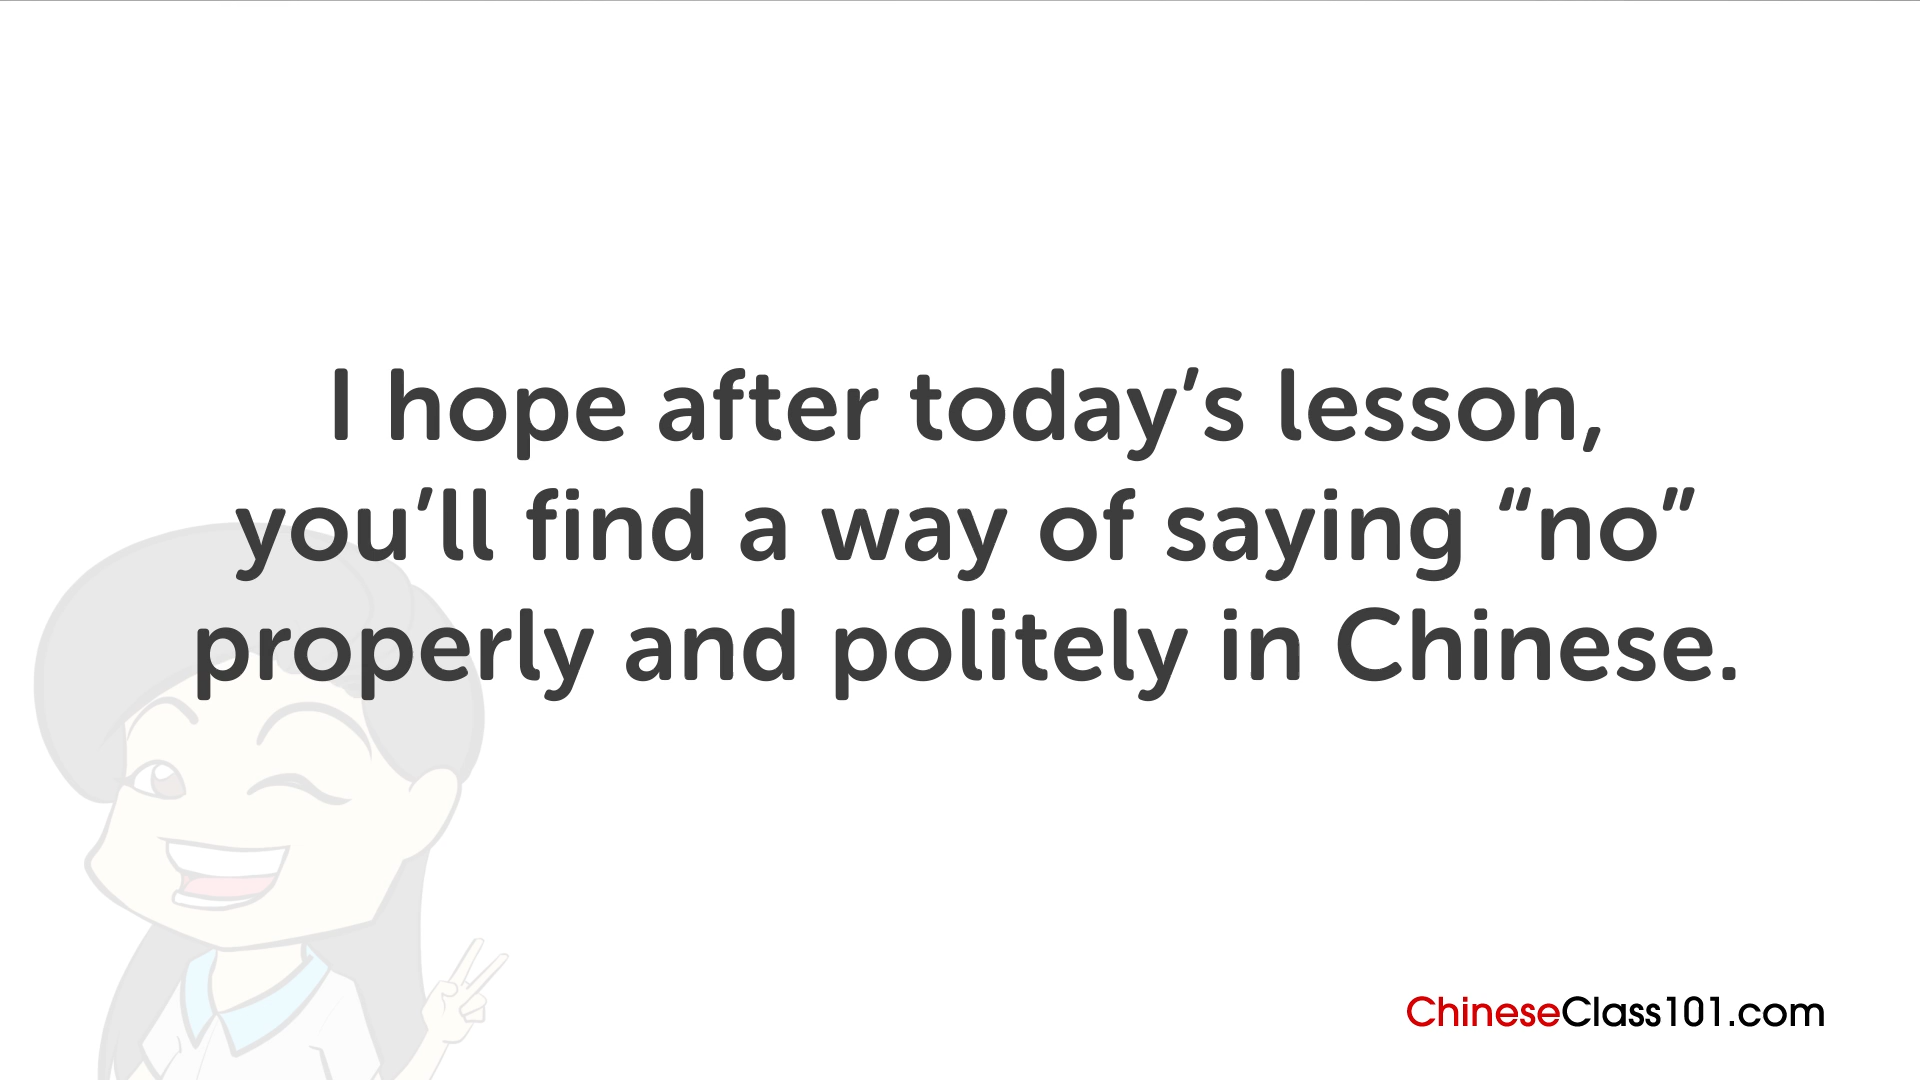 I hope after today’s lesson,
you’ll find a way of saying “no”
properly and politely in Chinese.
ChineseClass101.com